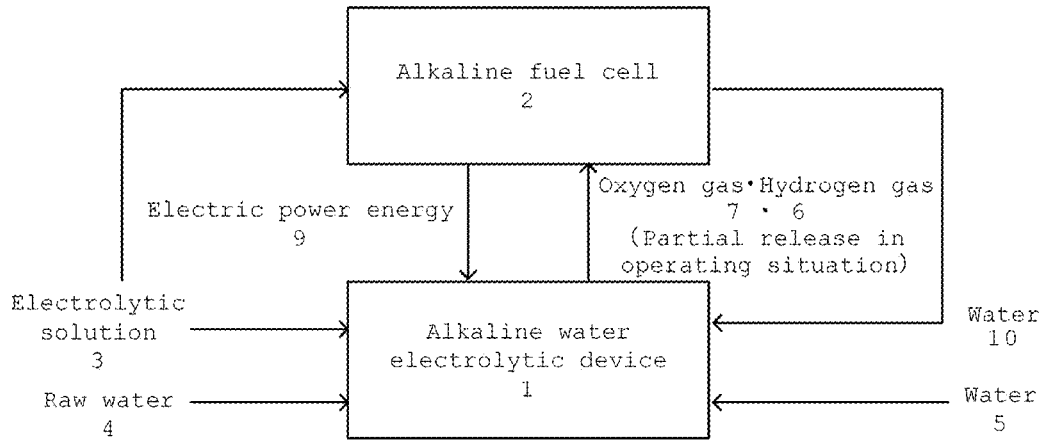 Alkaline fuel cell
2
Electric power energy
9
Oxygen gas·Hydrogen gas
7 · 6
(Partial release in
operating situation)
Electrolytic
solution
3
Alkaline water
electrolytic device
1
Water
10
Raw water
4
Water
5